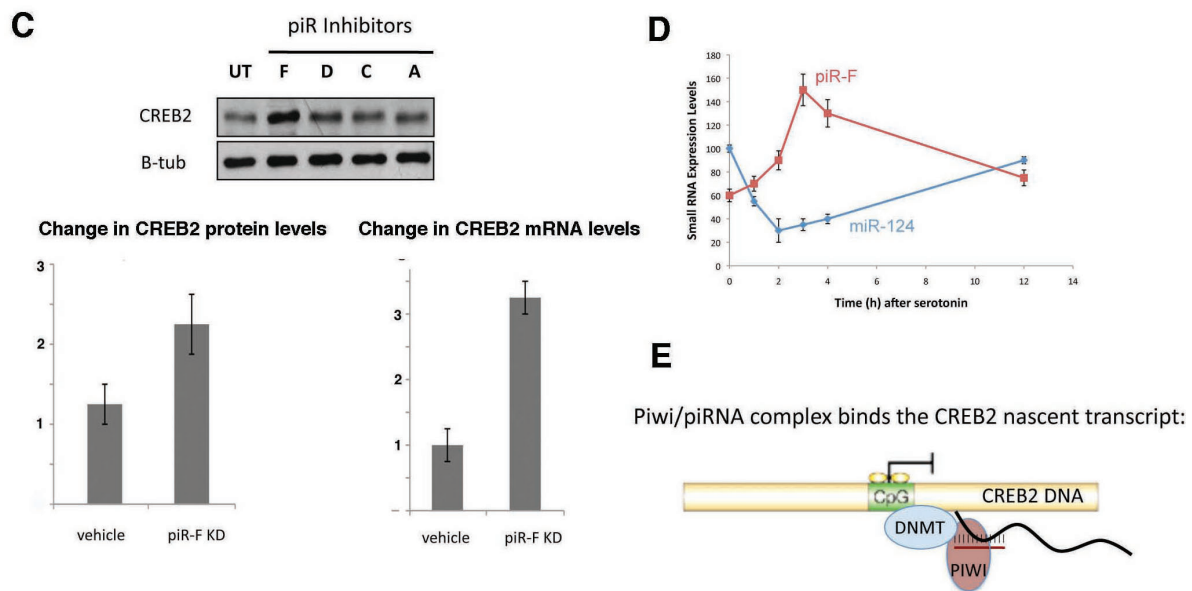 C
piR Inhibitors
UT F D C A
CREB2
B-tub
Change in CREB2 protein levels
3
2
1
vehicle piR-F KD
Change in CREB2 mRNA levels
3
2
1
vehicle piR-F KD
D
Small RNA Expression Levels
180
160
140
120
100
80
60
40
20
0
piR-F
miR-124
0 2 4 6 8 10 12 14
Time (h) after serotonin
E
Piwi/piRNA complex binds the CREB2 nascent transcript:
CpG
CREB2 DNA
DNMT
PIWI